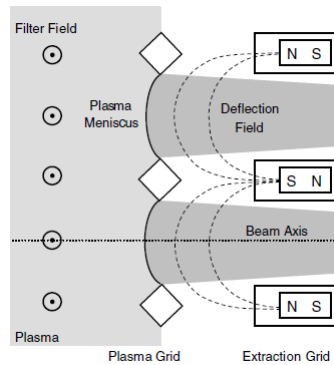 Filter Field
N S
Plasma
Meniscus
Deflection
Field
S N
Beam Axis
N S
Plasma
Plasma Grid
Extraction Grid